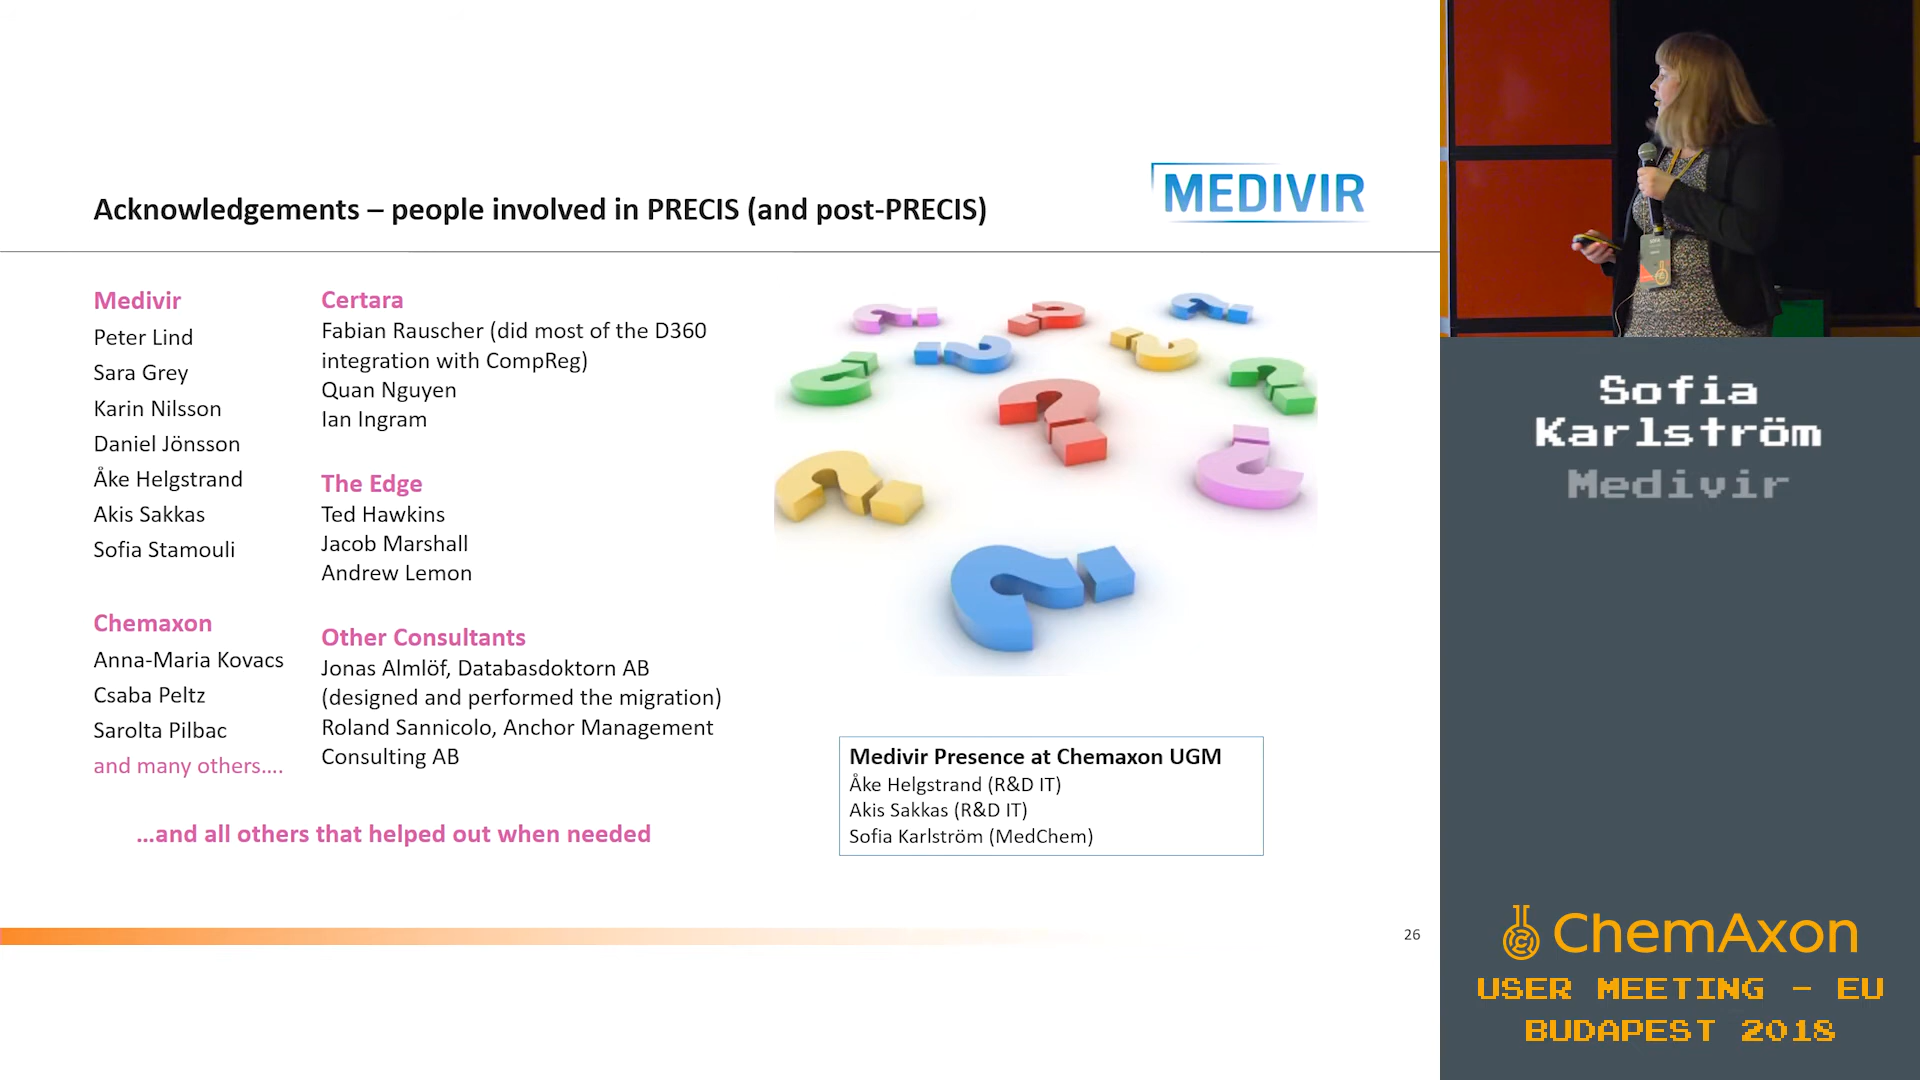 Acknowledgements – people involved in PRECIS (and post-PRECIS)
MEDIVIR
Medivir
Peter Lind
Sara Grey
Karin Nilsson
Daniel Jönsson
Åke Helgstrand
Akis Sakkas
Sofia Stamouli
Chemaxon
Anna-Maria Kovacs
Csaba Peltz
Sarolta Pilbac
and many others....
Certara
Fabian Rauscher (did most of the D360
integration with CompReg)
Quan Nguyen
Ian Ingram
The Edge
Ted Hawkins
Jacob Marshall
Andrew Lemon
Other Consultants
Jonas Almlöf, Databasdoktorn AB
(designed and performed the migration)
Roland Sannicolo, Anchor Management
Consulting AB
...and all others that helped out when needed
Medivir Presence at Chemaxon UGM
Åke Helgstrand (R&D IT)
Akis Sakkas (R&D IT)
Sofia Karlström (MedChem)
26
Sofia
Karlström
Medivir
ChemAxon
USER MEETING - EU
BUDAPEST 2018